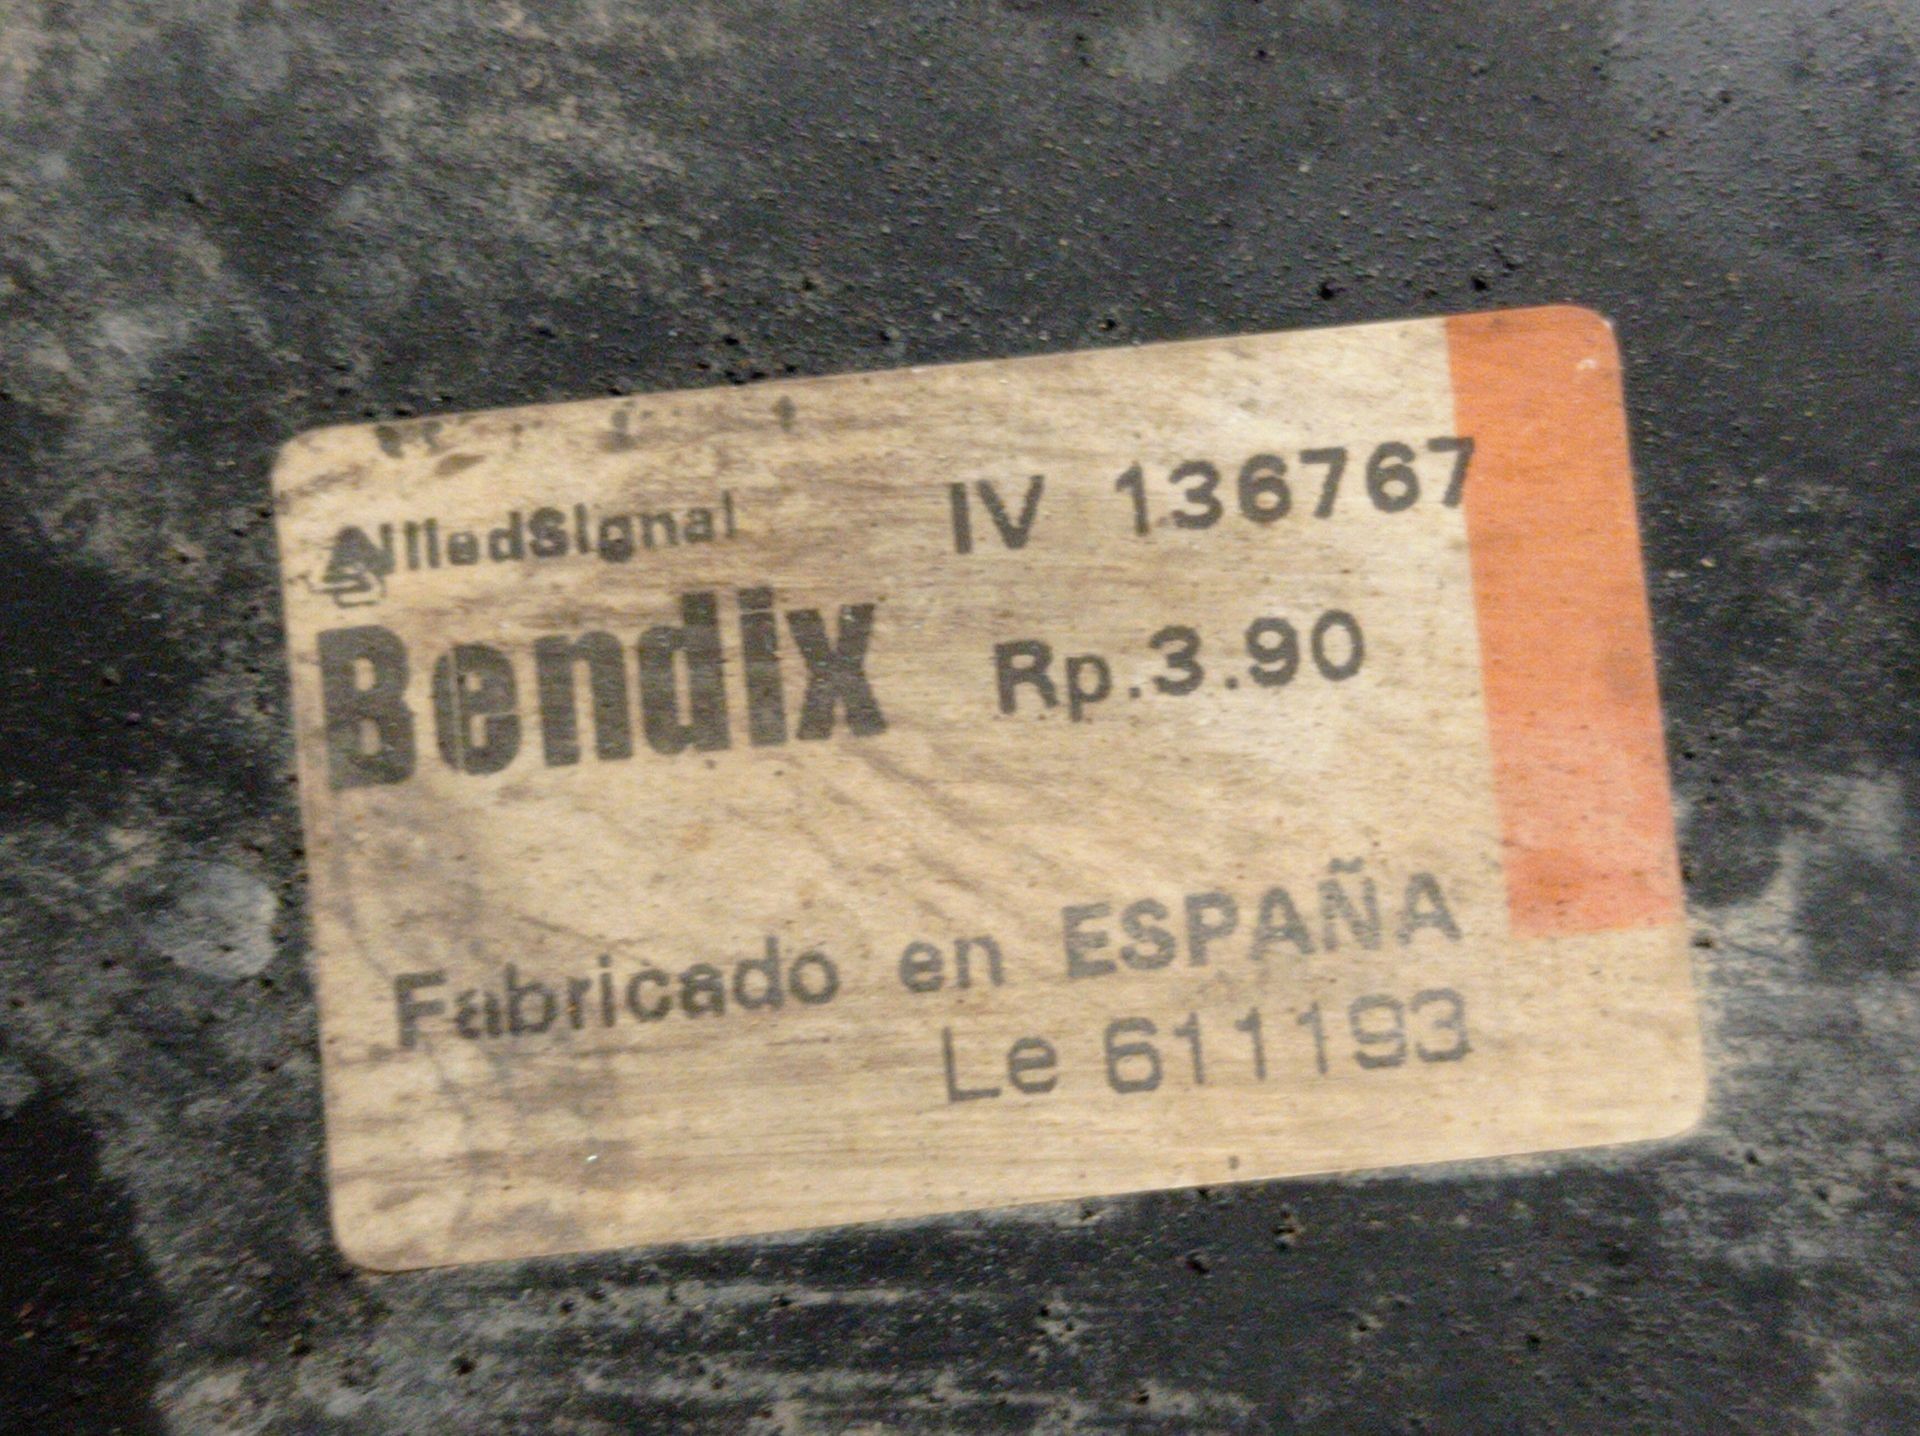 AlliedSignal IV 136767
Bendix Rp.3.90
Fabricado en ESPAÑA
Le 611193